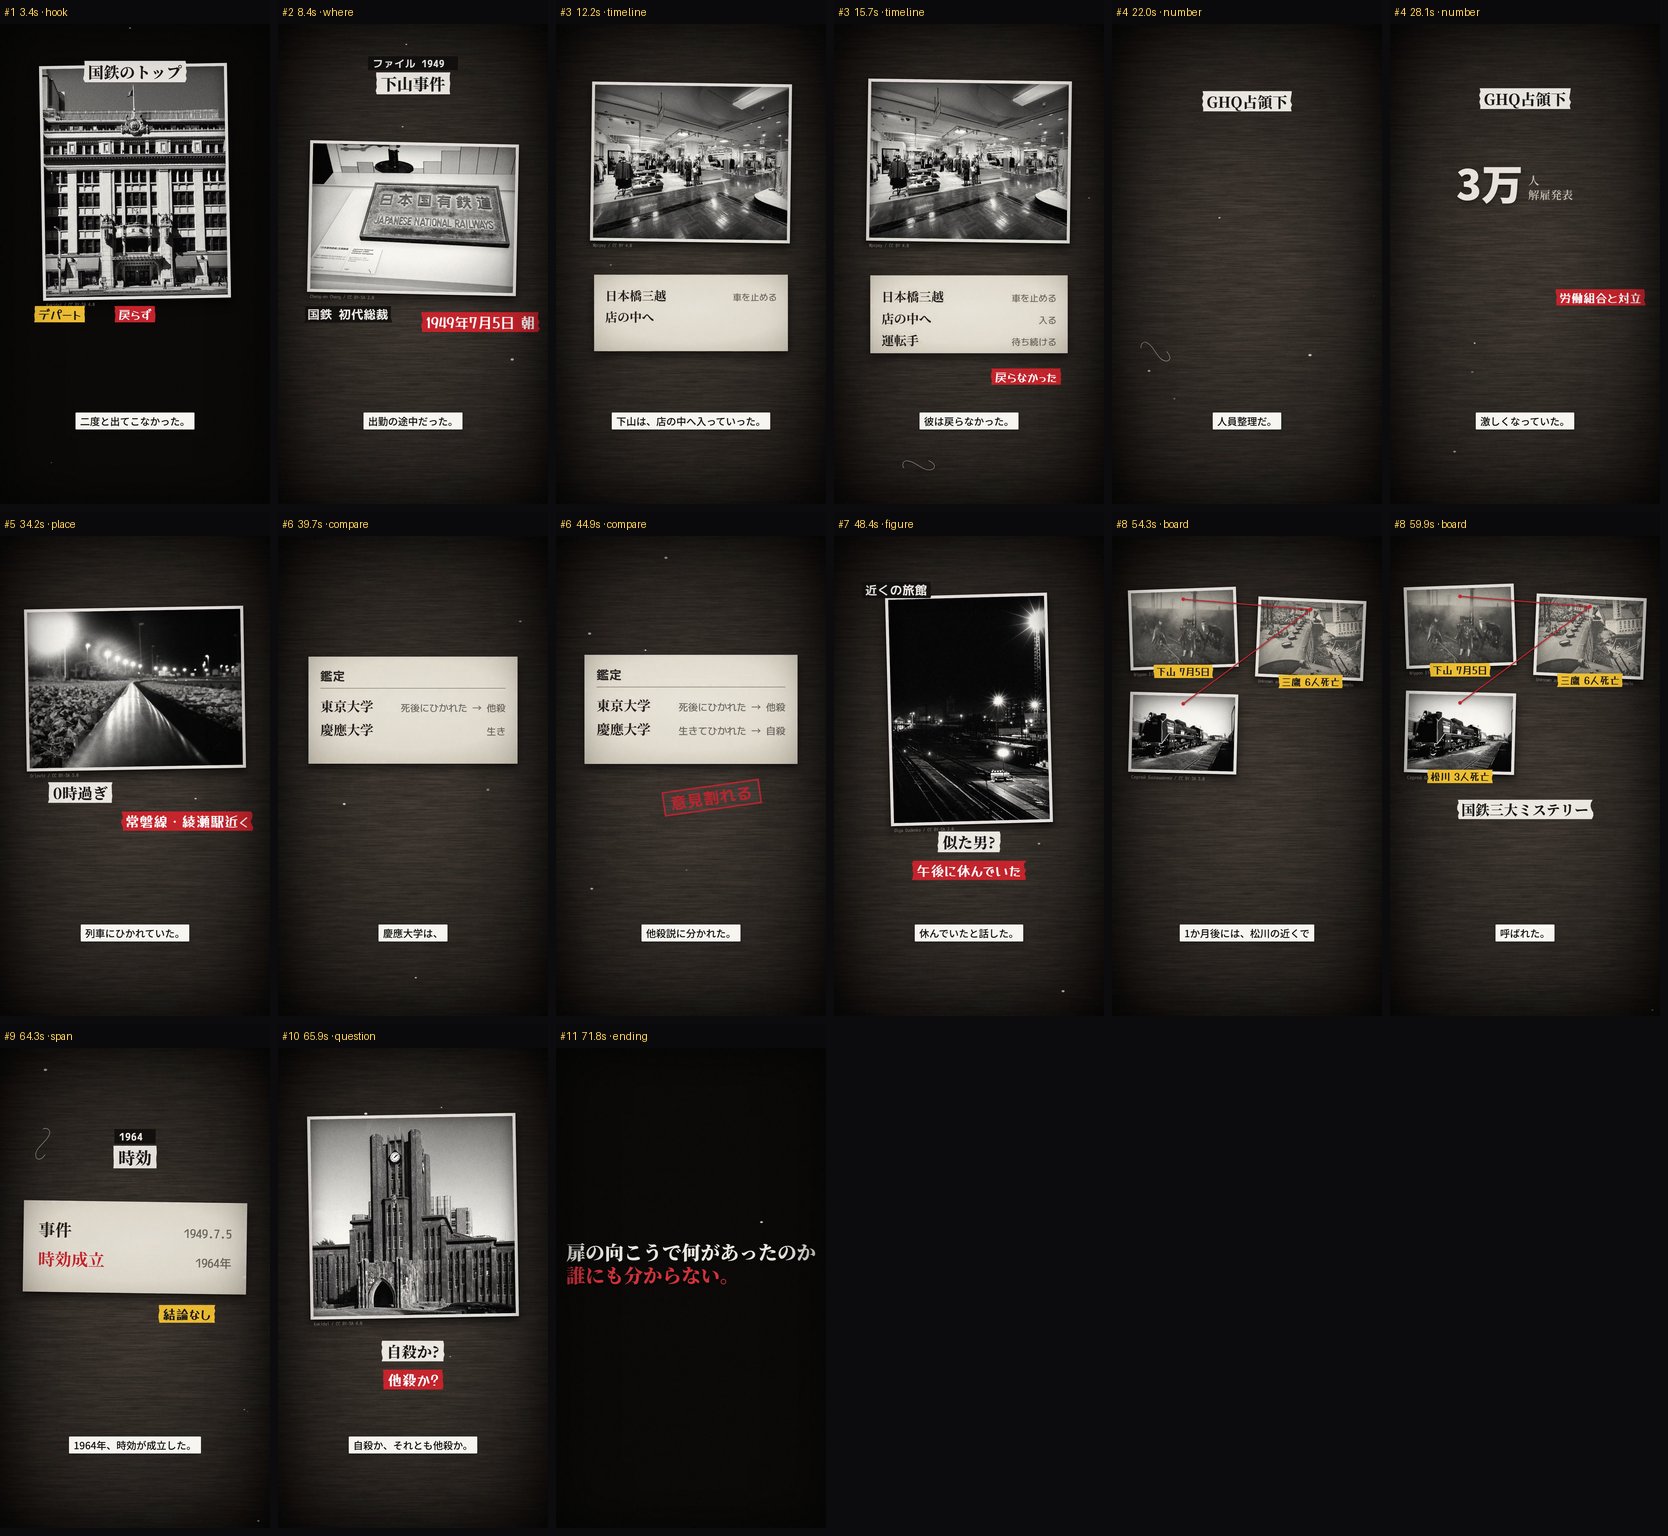 #1 3.4s · hook
国鉄のトップ
デパート
戻らず
二度と出てこなかった。
#2 8.4s · where
ファイル 1949
下山事件
日本国有鉄道
JAPANESE NATIONAL RAILWAYS
国鉄 初代総裁
1949年7月5日 朝
出勤の途中だった。
#3 12.2s · timeline
日本橋三越 車を止める
店の中へ
下山は、店の中へ入っていった。
#3 15.7s · timeline
日本橋三越 車を止める
店の中へ 入る
運転手 待ち続ける
戻らなかった
彼は戻らなかった。
#4 22.0s · number
GHQ占領下
人員整理だ。
#4 28.1s · number
GHQ占領下
3万 人
解雇発表
労働組合と対立
激しくなっていた。
#5 34.2s · place
0時過ぎ
常磐線・綾瀬駅近く
列車にひかれていた。
#6 39.7s · compare
鑑定
東京大学 死後にひかれた → 他殺
慶應大学 生き
慶應大学は、
#6 44.9s · compare
鑑定
東京大学 死後にひかれた → 他殺
慶應大学 生きてひかれた → 自殺
意見割れる
他殺説に分かれた。
#7 48.4s · figure
近くの旅館
似た男?
午後に休んでいた
休んでいたと話した。
#8 54.3s · board
下山 7月5日
三鷹 6人死亡
1か月後には、松川の近くで
#8 59.9s · board
下山 7月5日
三鷹 6人死亡
松川 3人死亡
国鉄三大ミステリー
呼ばれた。
#9 64.3s · span
1964
時効
事件 1949.7.5
時効成立 1964年
結論なし
1964年、時効が成立した。
#10 65.9s · question
自殺か?
他殺か?
自殺か、それとも他殺か。
#11 71.8s · ending
扉の向こうで何があったのか
誰にも分からない。